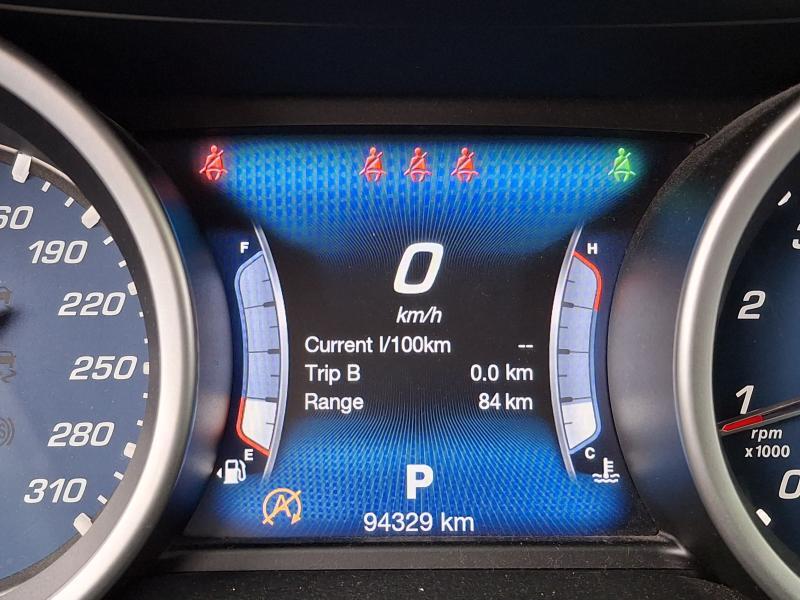 0
km/h
F
H
Current l/100km --
Trip B 0.0 km
Range 84 km
E
C
P
94329 km
60
190
220
250
280
310
2
1
rpm
x1000
0